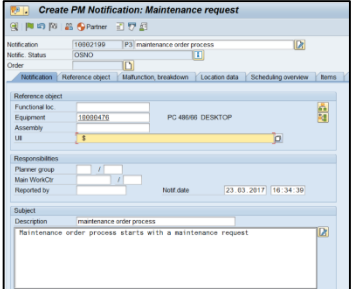 Create PM Notification: Maintenance request
Partner
Notification 10002199 P3 maintenance order process
Notific. Status OSNO
Order
Notification Reference object Malfunction, breakdown Location data Scheduling overview Items
Reference object
Functional loc.
Equipment 10000476 PC 486/66 DESKTOP
Assembly
UII $
Responsibilities
Planner group /
Main WorkCtr /
Reported by Notif.date 23.03.2017 16:34:39
Subject
Description maintenance order process
Maintenance order process starts with a maintenance request